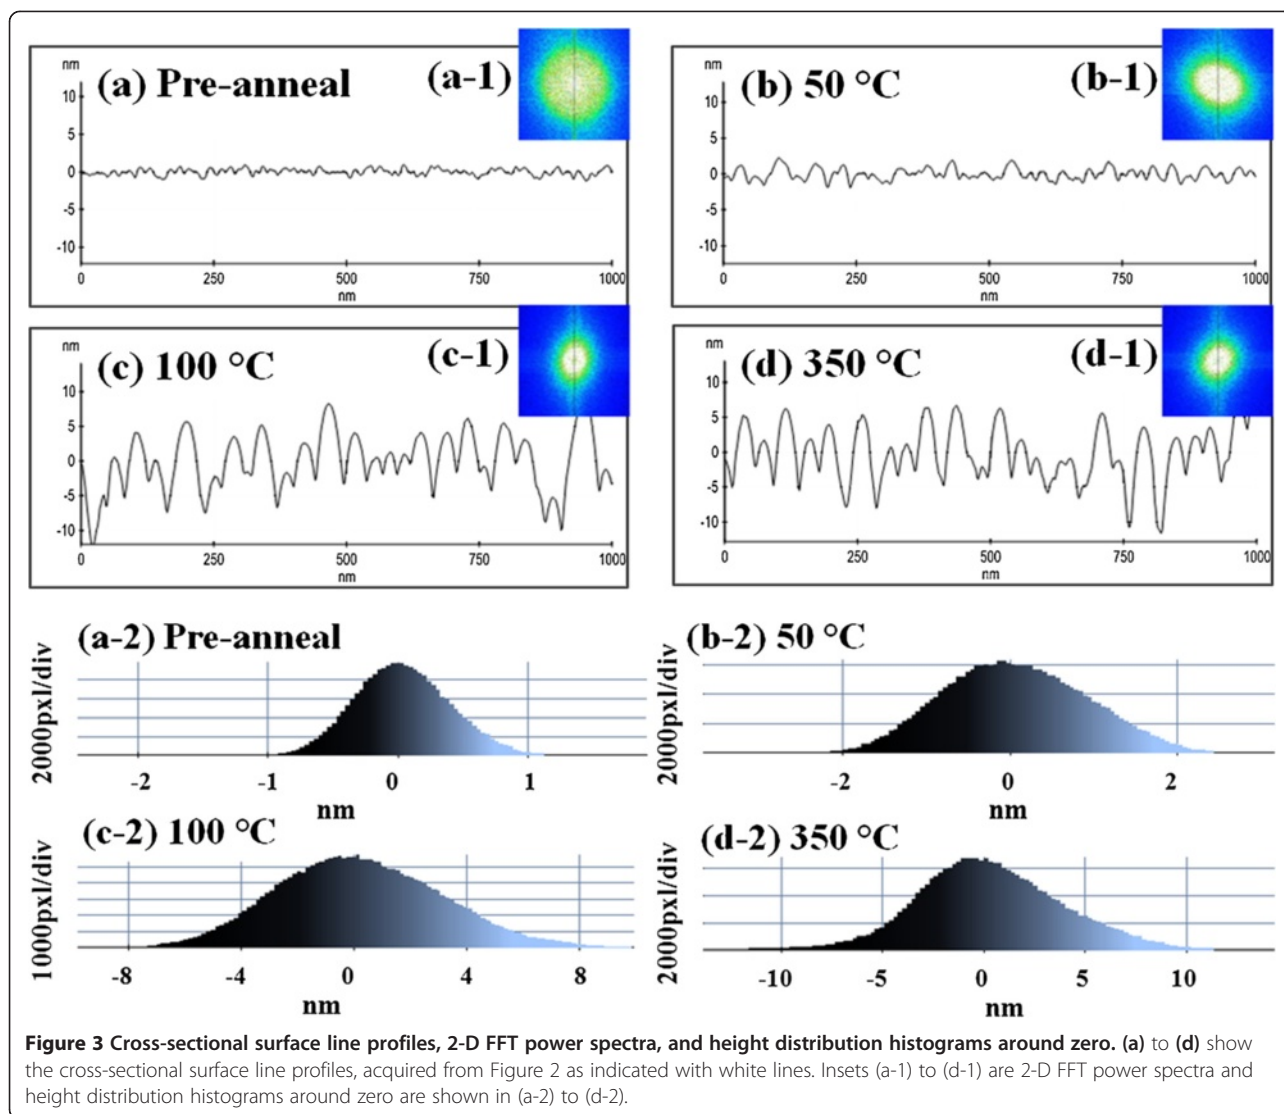 (a) Pre-anneal (a-1)
nm
10
5
0
-5
-10
0 250 500 750 1000
nm
(b) 50 °C (b-1)
nm
10
5
0
-5
-10
0 250 500 750 1000
nm
(c) 100 °C (c-1)
nm
10
5
0
-5
-10
0 250 500 750 1000
nm
(d) 350 °C (d-1)
nm
10
5
0
-5
-10
0 250 500 750 1000
nm
(a-2) Pre-anneal
2000pxl/div
-2 -1 0 1
nm
(b-2) 50 °C
2000pxl/div
-2 0 2
nm
(c-2) 100 °C
1000pxl/div
-8 -4 0 4 8
nm
(d-2) 350 °C
2000pxl/div
-10 -5 0 5 10
nm
Figure 3 Cross-sectional surface line profiles, 2-D FFT power spectra, and height distribution histograms around zero. (a) to (d) show
the cross-sectional surface line profiles, acquired from Figure 2 as indicated with white lines. Insets (a-1) to (d-1) are 2-D FFT power spectra and
height distribution histograms around zero are shown in (a-2) to (d-2).